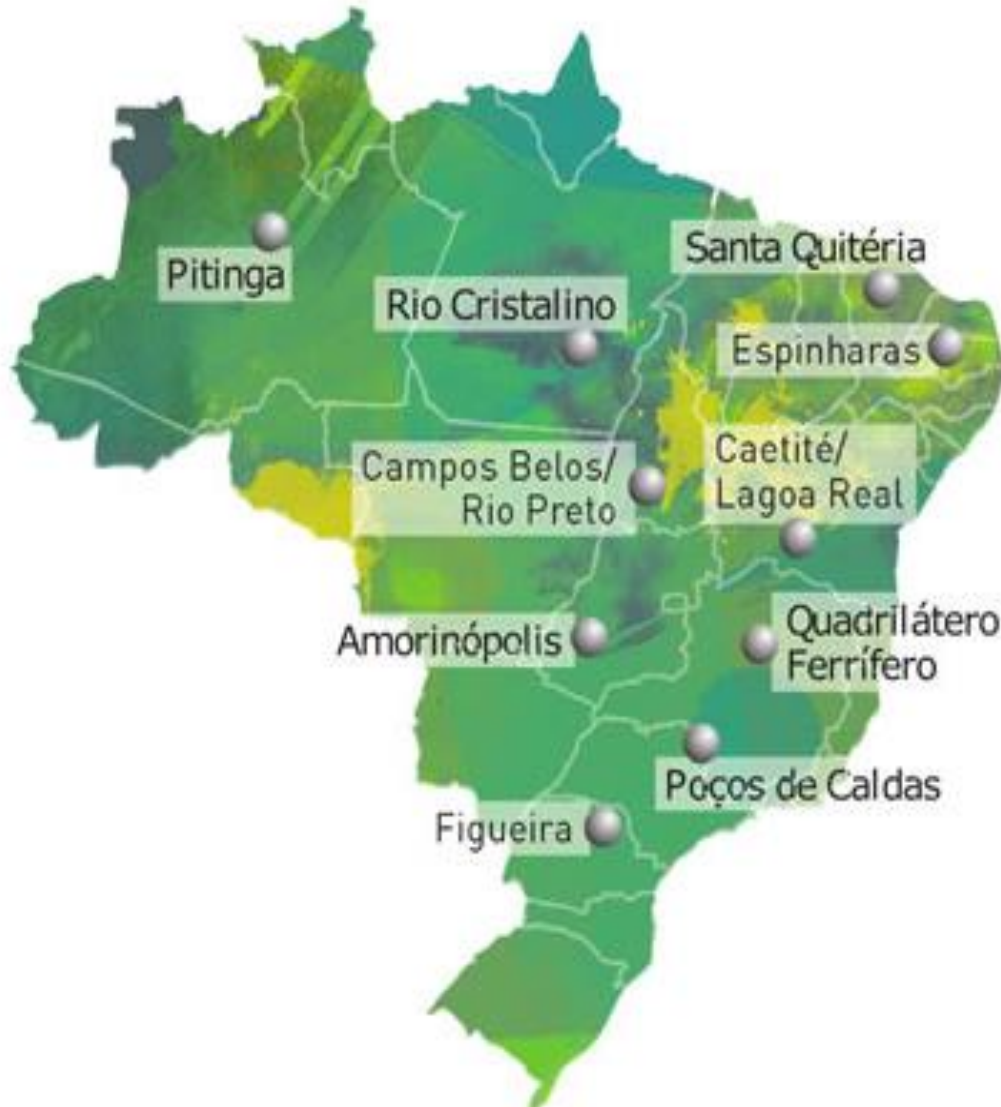 Santa Quitéria
Pitinga
Rio Cristalino
Espinharas
Campos Belos/
Rio Preto
Caetité/
Lagoa Real
Amorinópolis
Quadrilátero
Ferrífero
Poços de Caldas
Figueira